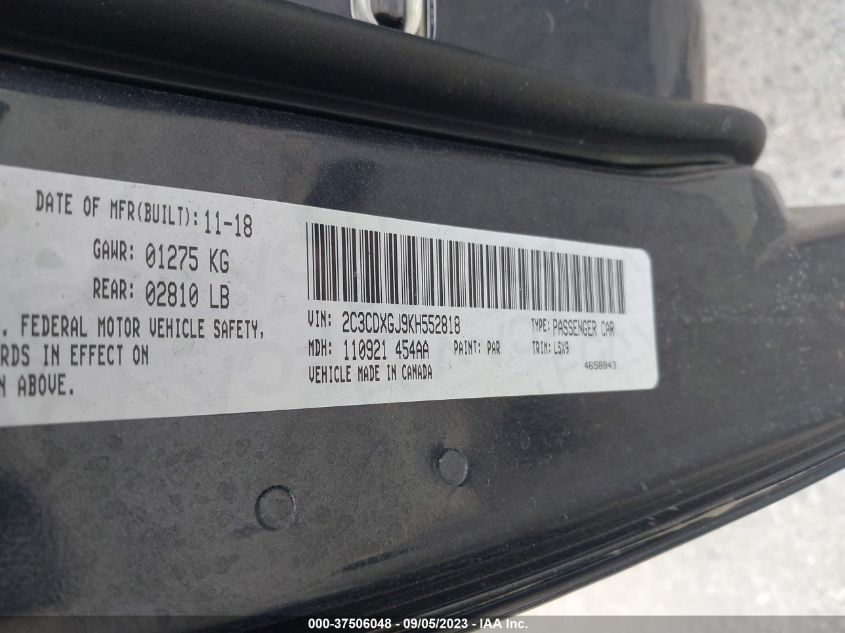 DATE OF MFR(BUILT): 11-18
GAWR: 01275 KG
REAR: 02810 LB
. FEDERAL MOTOR VEHICLE SAFETY,
RDS IN EFFECT ON
N ABOVE.
VIN: 2C3CDXGJ9KH552818 TYPE: PASSENGER CAR
MDH: 110921 454AA PAINT: PAR TRIM: LSX9
VEHICLE MADE IN CANADA 4658943
000-37506048 - 09/05/2023 - IAA Inc.